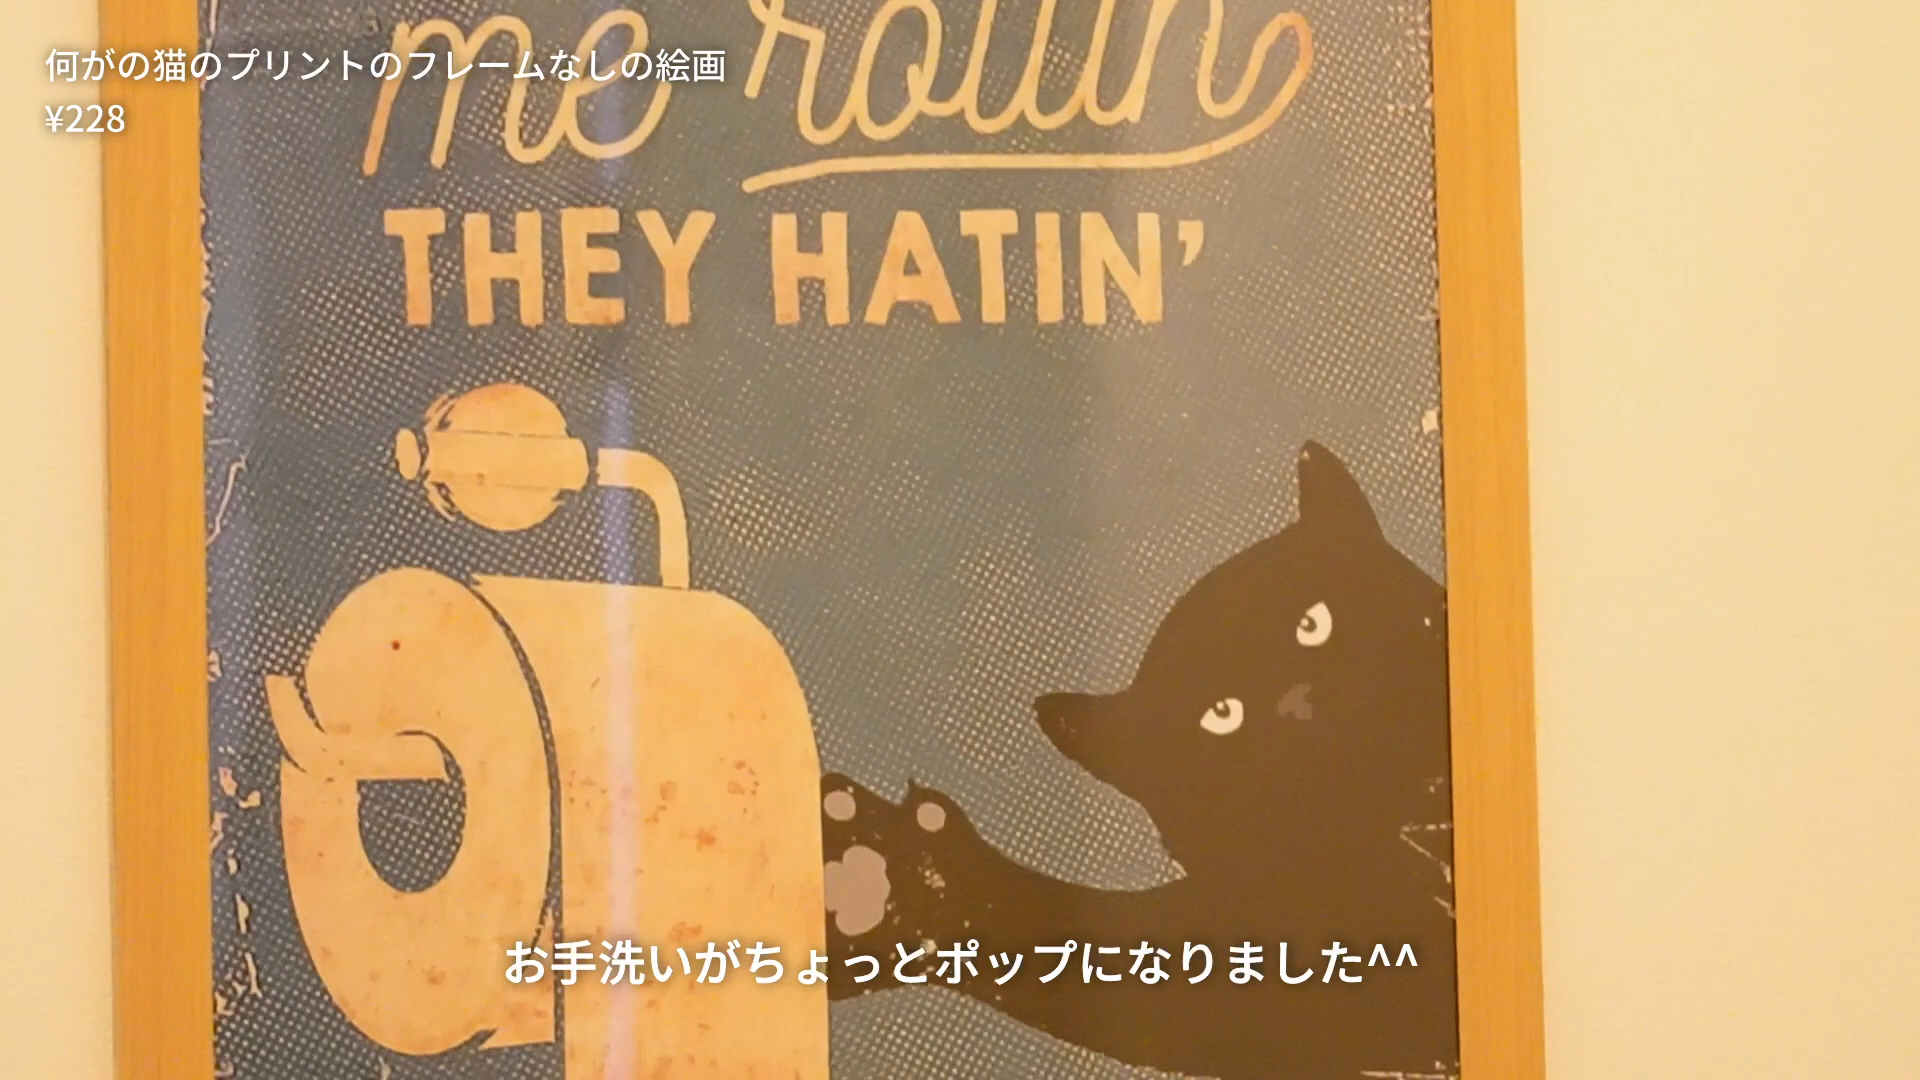 何がの猫のプリントのフレームなしの絵画
¥228
me rollin
THEY HATIN'
お手洗いがちょっとポップになりました^^